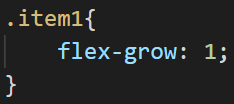 .item1{
    flex-grow: 1;
}